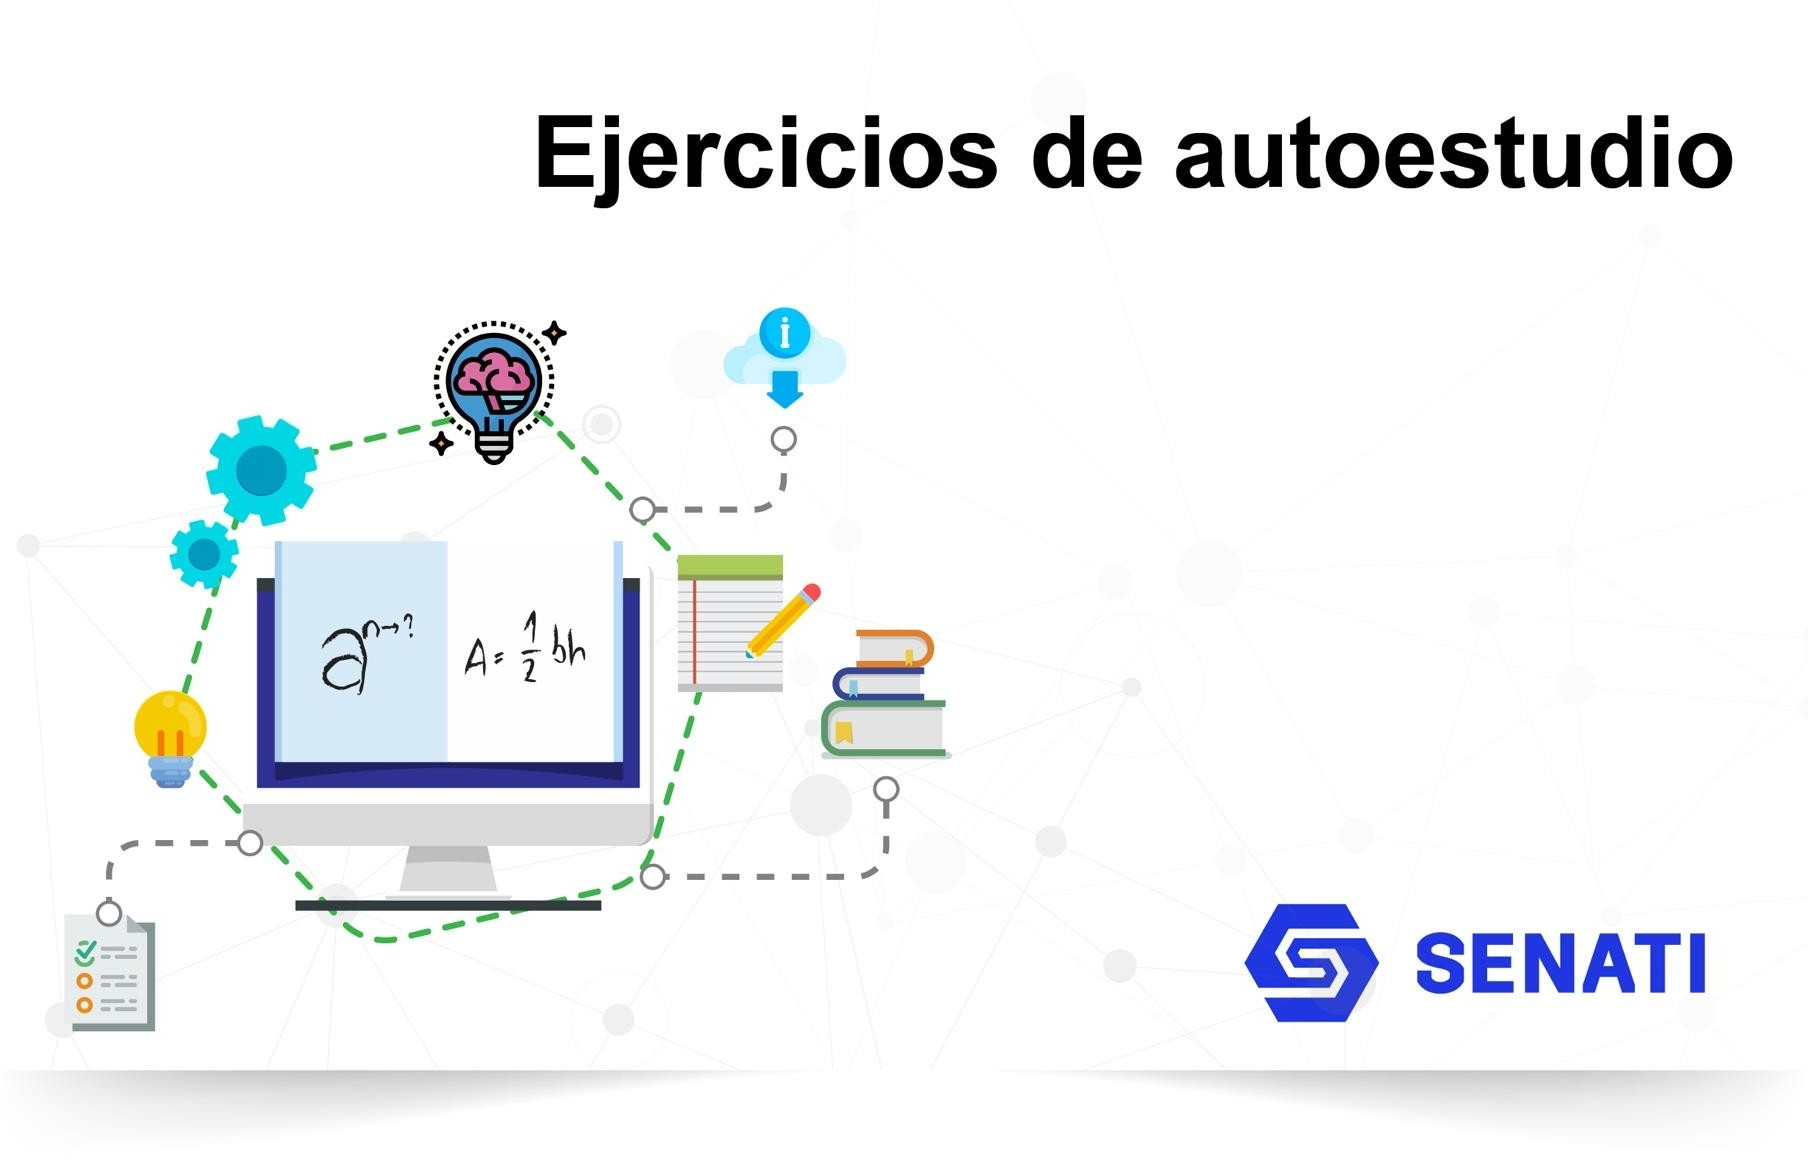 Ejercicios de autoestudio
i
a^n→?
A = 1/2 bh
SENATI